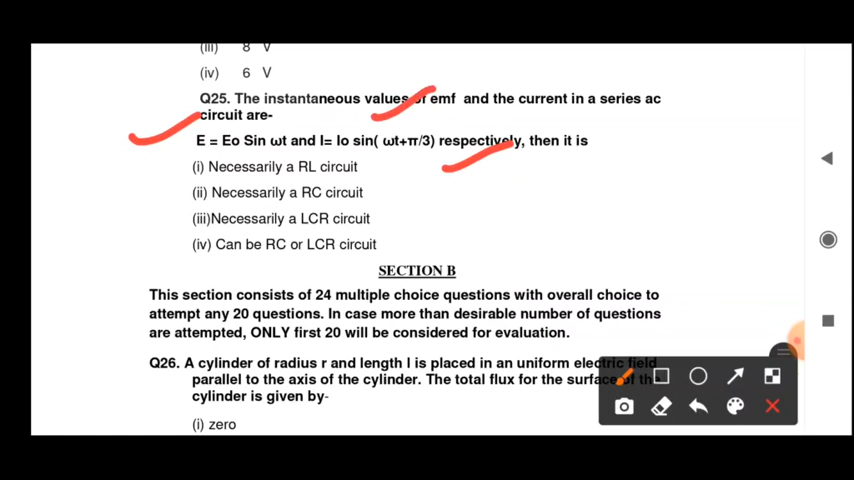 (iii) 8 V
(iv) 6 V
Q25. The instantaneous values of emf and the current in a series ac
circuit are-
E = Eo Sin ωt and I= Io sin( ωt+π/3) respectively, then it is
(i) Necessarily a RL circuit
(ii) Necessarily a RC circuit
(iii)Necessarily a LCR circuit
(iv) Can be RC or LCR circuit
SECTION B
This section consists of 24 multiple choice questions with overall choice to
attempt any 20 questions. In case more than desirable number of questions
are attempted, ONLY first 20 will be considered for evaluation.
Q26. A cylinder of radius r and length l is placed in an uniform electric field
parallel to the axis of the cylinder. The total flux for the surface of the
cylinder is given by-
(i) zero